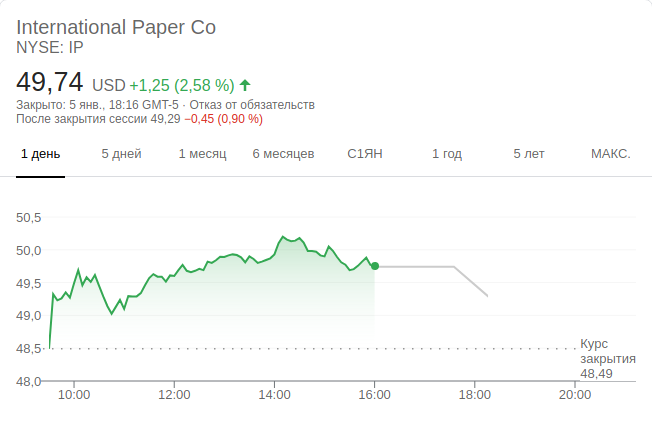 International Paper Co
NYSE: IP
49,74 USD +1,25 (2,58 %)
Закрыто: 5 янв., 18:16 GMT-5 · Отказ от обязательств
После закрытия сессии 49,29 −0,45 (0,90 %)
1 день 5 дней 1 месяц 6 месяцев С1ЯН 1 год 5 лет МАКС.
50,5
50,0
49,5
49,0
48,5
Курс
закрытия
48,49
48,0
10:00 12:00 14:00 16:00 18:00 20:00